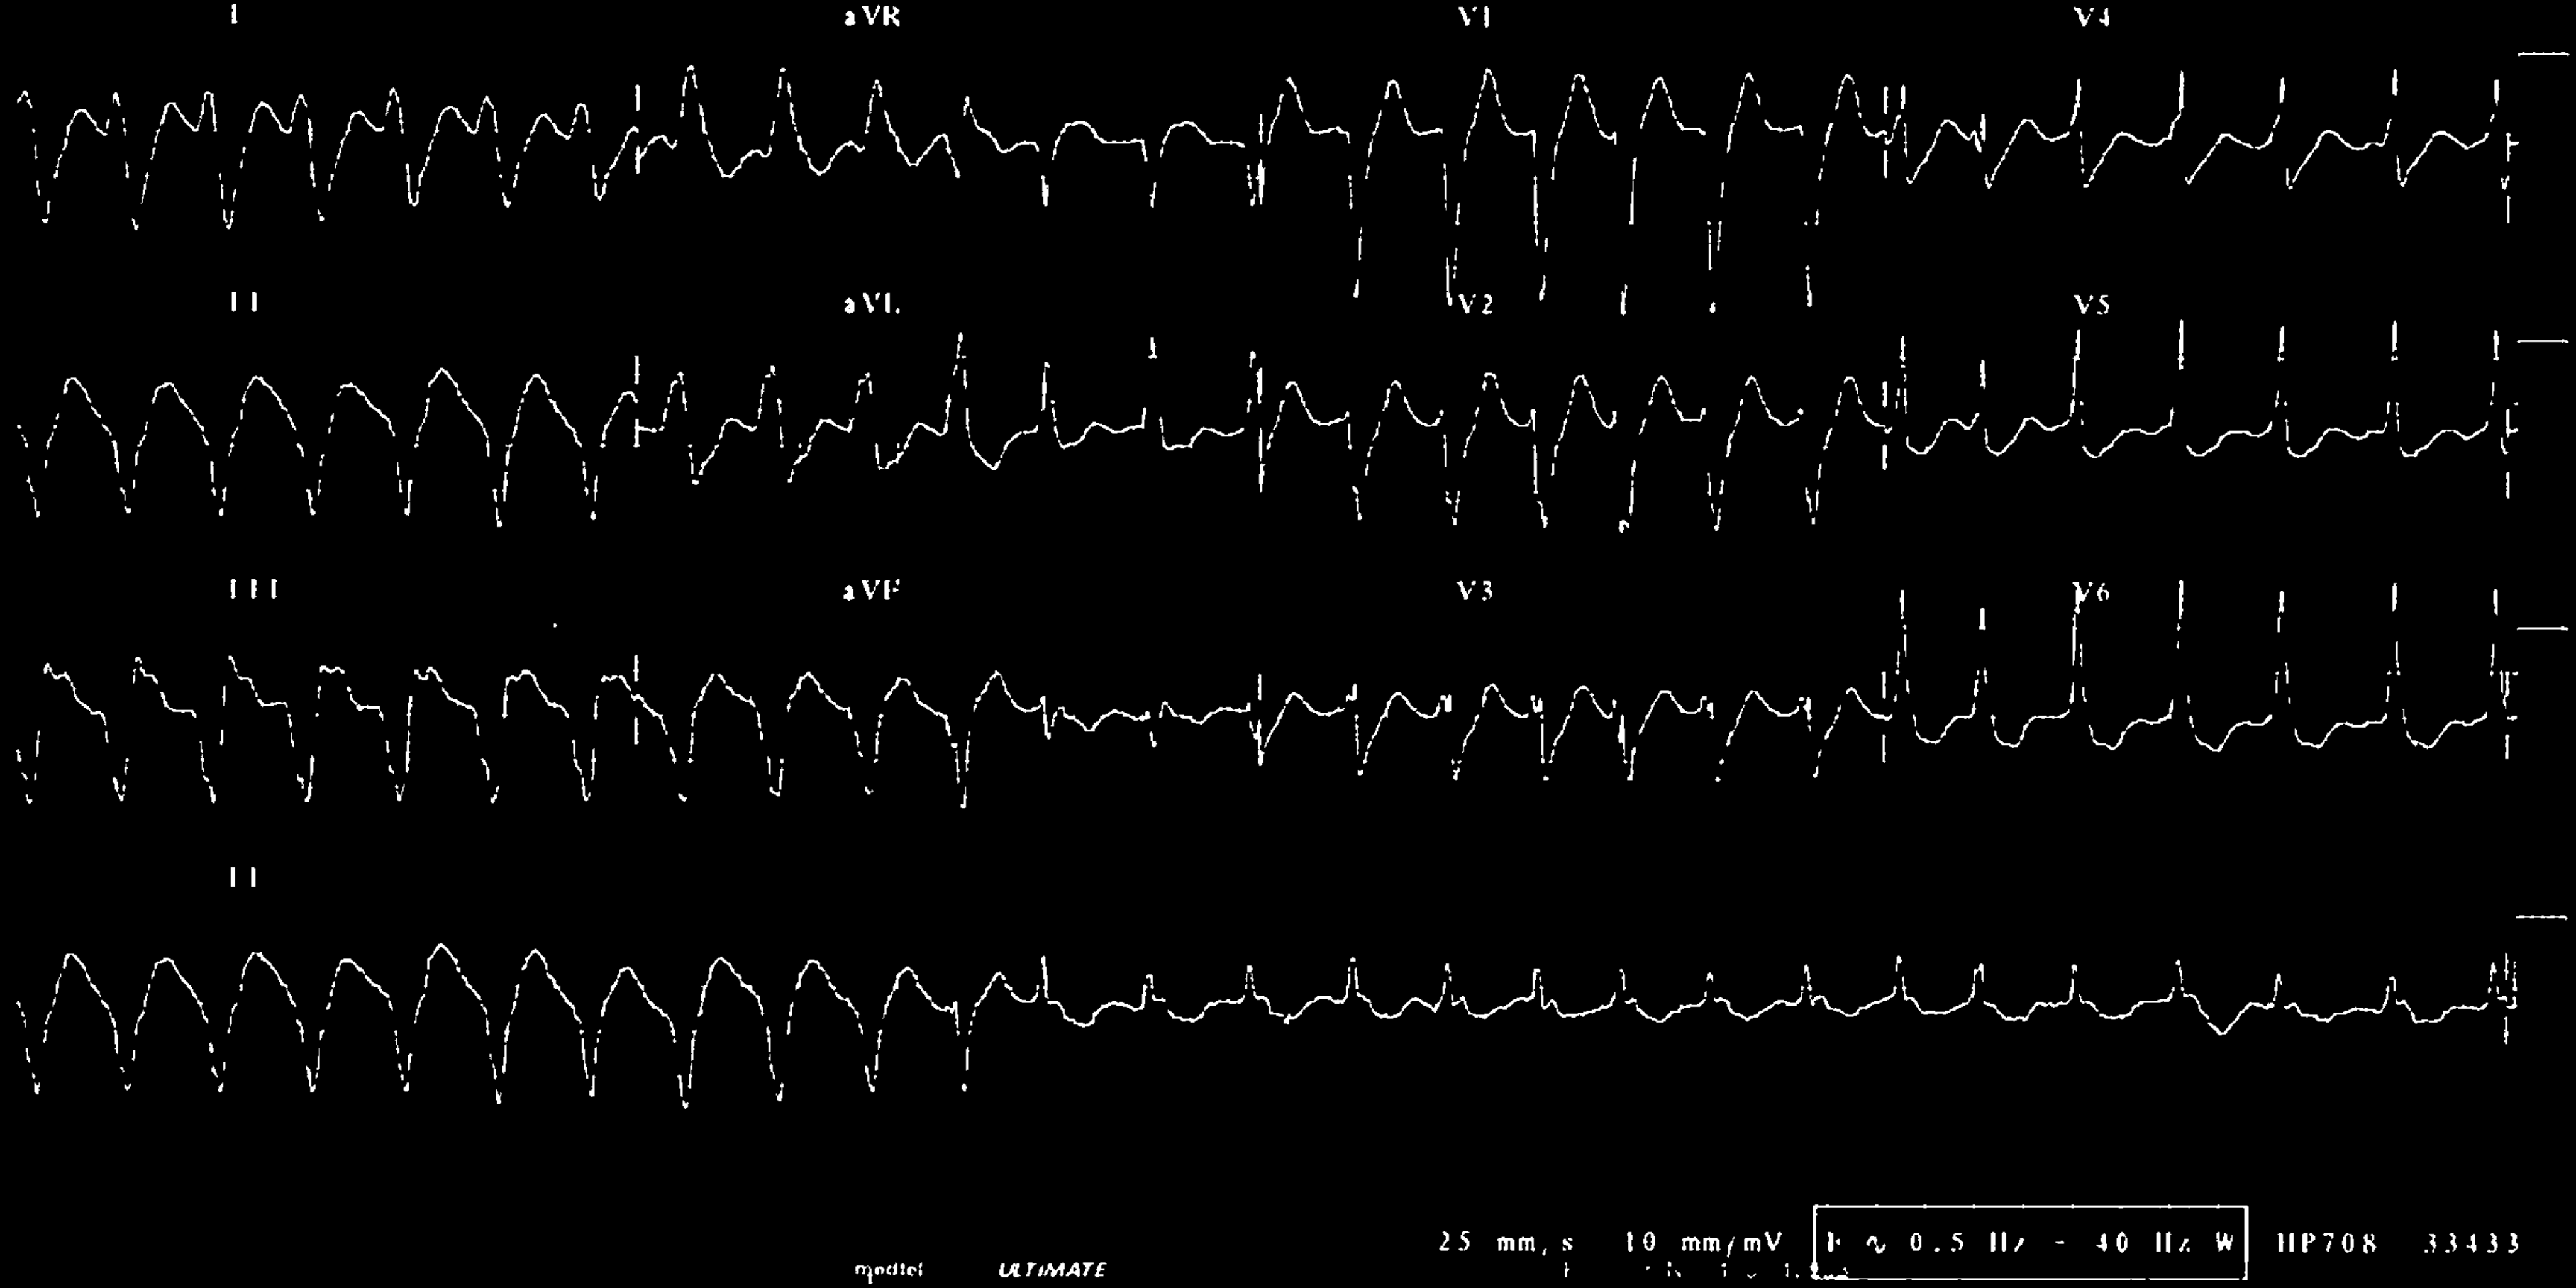 I aVR V1 V4
II aVL V2 V5
III aVF V3 V6
II
25 mm/s 10 mm/mV F ∿ 0.5 Hz - 40 Hz W HP708 33433
medtel ULTIMATE